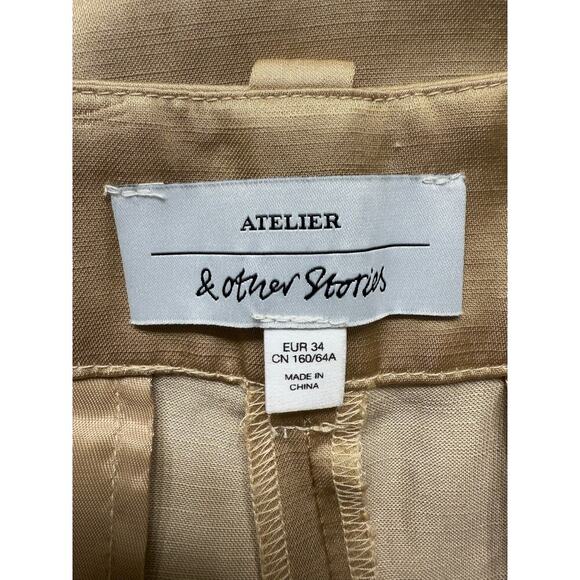 ATELIER
& other Stories
EUR 34
CN 160/64A
MADE IN
CHINA